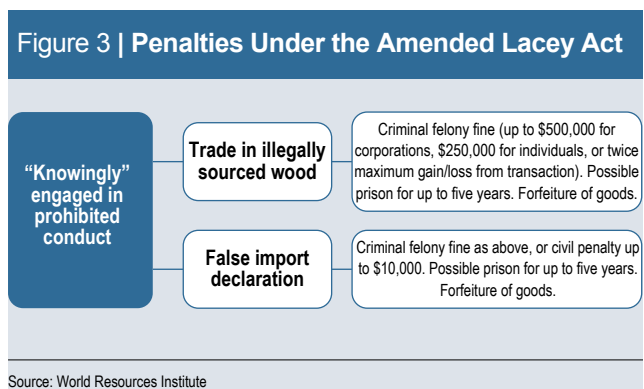 Figure 3 | Penalties Under the Amended Lacey Act
“Knowingly”
engaged in
prohibited
conduct
Trade in illegally
sourced wood
Criminal felony fine (up to $500,000 for
corporations, $250,000 for individuals, or twice
maximum gain/loss from transaction). Possible
prison for up to five years. Forfeiture of goods.
False import
declaration
Criminal felony fine as above, or civil penalty up
to $10,000. Possible prison for up to five years.
Forfeiture of goods.
Source: World Resources Institute